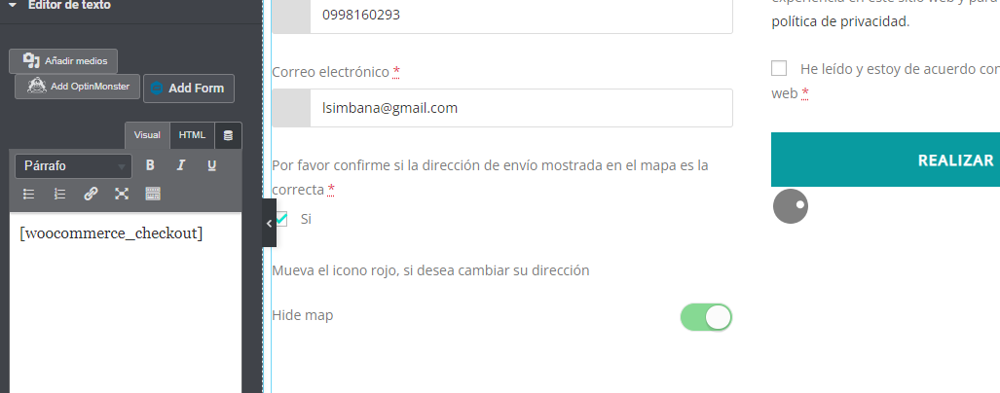 Editor de texto
Añadir medios
Add OptinMonster
Add Form
Visual
HTML
Párrafo
B
I
U
[woocommerce_checkout]
0998160293
Correo electrónico *
lsimbana@gmail.com
Por favor confirme si la dirección de envío mostrada en el mapa es la
correcta *
Si
Mueva el icono rojo, si desea cambiar su dirección
Hide map
experiencia en este sitio web y para
política de privacidad.
He leído y estoy de acuerdo con
web *
REALIZAR